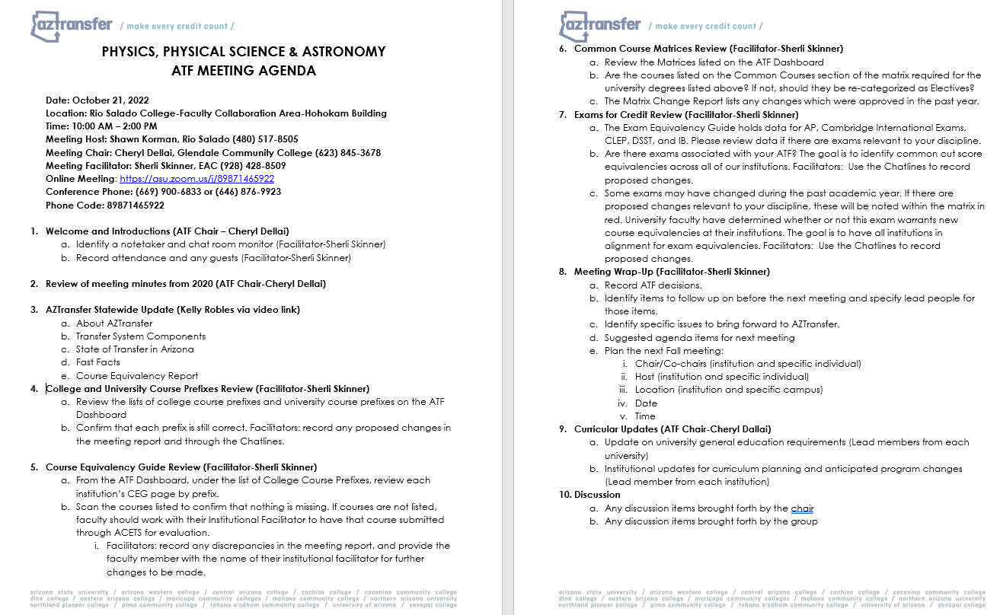 aztransfer / make every credit count /
PHYSICS, PHYSICAL SCIENCE & ASTRONOMY
ATF MEETING AGENDA
Date: October 21, 2022
Location: Rio Salado College-Faculty Collaboration Area-Hohokam Building
Time: 10:00 AM – 2:00 PM
Meeting Host: Shawn Korman, Rio Salado (480) 517-8505
Meeting Chair: Cheryl Dellai, Glendale Community College (623) 845-3678
Meeting Facilitator: Sherli Skinner, EAC (928) 428-8509
Online Meeting: https://asu.zoom.us/j/89871465922
Conference Phone: (669) 900-6833 or (646) 876-9923
Phone Code: 89871465922
1. Welcome and Introductions (ATF Chair – Cheryl Dellai)
a. Identify a notetaker and chat room monitor (Facilitator-Sherli Skinner)
b. Record attendance and any guests (Facilitator-Sherli Skinner)
2. Review of meeting minutes from 2020 (ATF Chair-Cheryl Dellai)
3. AZTransfer Statewide Update (Kelly Robles via video link)
a. About AZTransfer
b. Transfer System Components
c. State of Transfer in Arizona
d. Fast Facts
e. Course Equivalency Report
4. College and University Course Prefixes Review (Facilitator-Sherli Skinner)
a. Review the lists of college course prefixes and university course prefixes on the ATF
Dashboard
b. Confirm that each prefix is still correct. Facilitators: record any proposed changes in
the meeting report and through the Chatlines.
5. Course Equivalency Guide Review (Facilitator-Sherli Skinner)
a. From the ATF Dashboard, under the list of College Course Prefixes, review each
institution's CEG page by prefix.
b. Scan the courses listed to confirm that nothing is missing. If courses are not listed,
faculty should work with their Institutional Facilitator to have that course submitted
through ACETS for evaluation.
i. Facilitators: record any discrepancies in the meeting report, and provide the
faculty member with the name of their institutional facilitator for further
changes to be made.
arizona state university / arizona western college / central arizona college / cochise college / coconino community college
diné college / eastern arizona college / maricopa community colleges / mohave community college / northern arizona university
northland pioneer college / pima community college / tohono o'odham community college / university of arizona / yavapai college
aztransfer / make every credit count /
6. Common Course Matrices Review (Facilitator-Sherli Skinner)
a. Review the Matrices listed on the ATF Dashboard
b. Are the courses listed on the Common Courses section of the matrix required for the
university degrees listed above? If not, should they be re-categorized as Electives?
c. The Matrix Change Report lists any changes which were approved in the past year.
7. Exams for Credit Review (Facilitator-Sherli Skinner)
a. The Exam Equivalency Guide holds data for AP, Cambridge International Exams,
CLEP, DSST, and IB. Please review data if there are exams relevant to your discipline.
b. Are there exams associated with your ATF? The goal is to identify common cut score
equivalencies across all of our institutions. Facilitators: Use the Chatlines to record
proposed changes.
c. Some exams may have changed during the past academic year. If there are
proposed changes relevant to your discipline, these will be noted within the matrix in
red. University faculty have determined whether or not this exam warrants new
course equivalencies at their institutions. The goal is to have all institutions in
alignment for exam equivalencies. Facilitators: Use the Chatlines to record
proposed changes.
8. Meeting Wrap-Up (Facilitator-Sherli Skinner)
a. Record ATF decisions.
b. Identify items to follow up on before the next meeting and specify lead people for
those items.
c. Identify specific issues to bring forward to AZTransfer.
d. Suggested agenda items for next meeting
e. Plan the next Fall meeting:
i. Chair/Co-chairs (institution and specific individual)
ii. Host (institution and specific individual)
iii. Location (institution and specific campus)
iv. Date
v. Time
9. Curricular Updates (ATF Chair-Cheryl Dallai)
a. Update on university general education requirements (Lead members from each
university)
b. Institutional updates for curriculum planning and anticipated program changes
(Lead member from each institution)
10. Discussion
a. Any discussion items brought forth by the chair
b. Any discussion items brought forth by the group
arizona state university / arizona western college / central arizona college / cochise college / coconino community college
diné college / eastern arizona college / maricopa community colleges / mohave community college / northern arizona university
northland pioneer college / pima community college / tohono o'odham community college / university of arizona / yavapai college